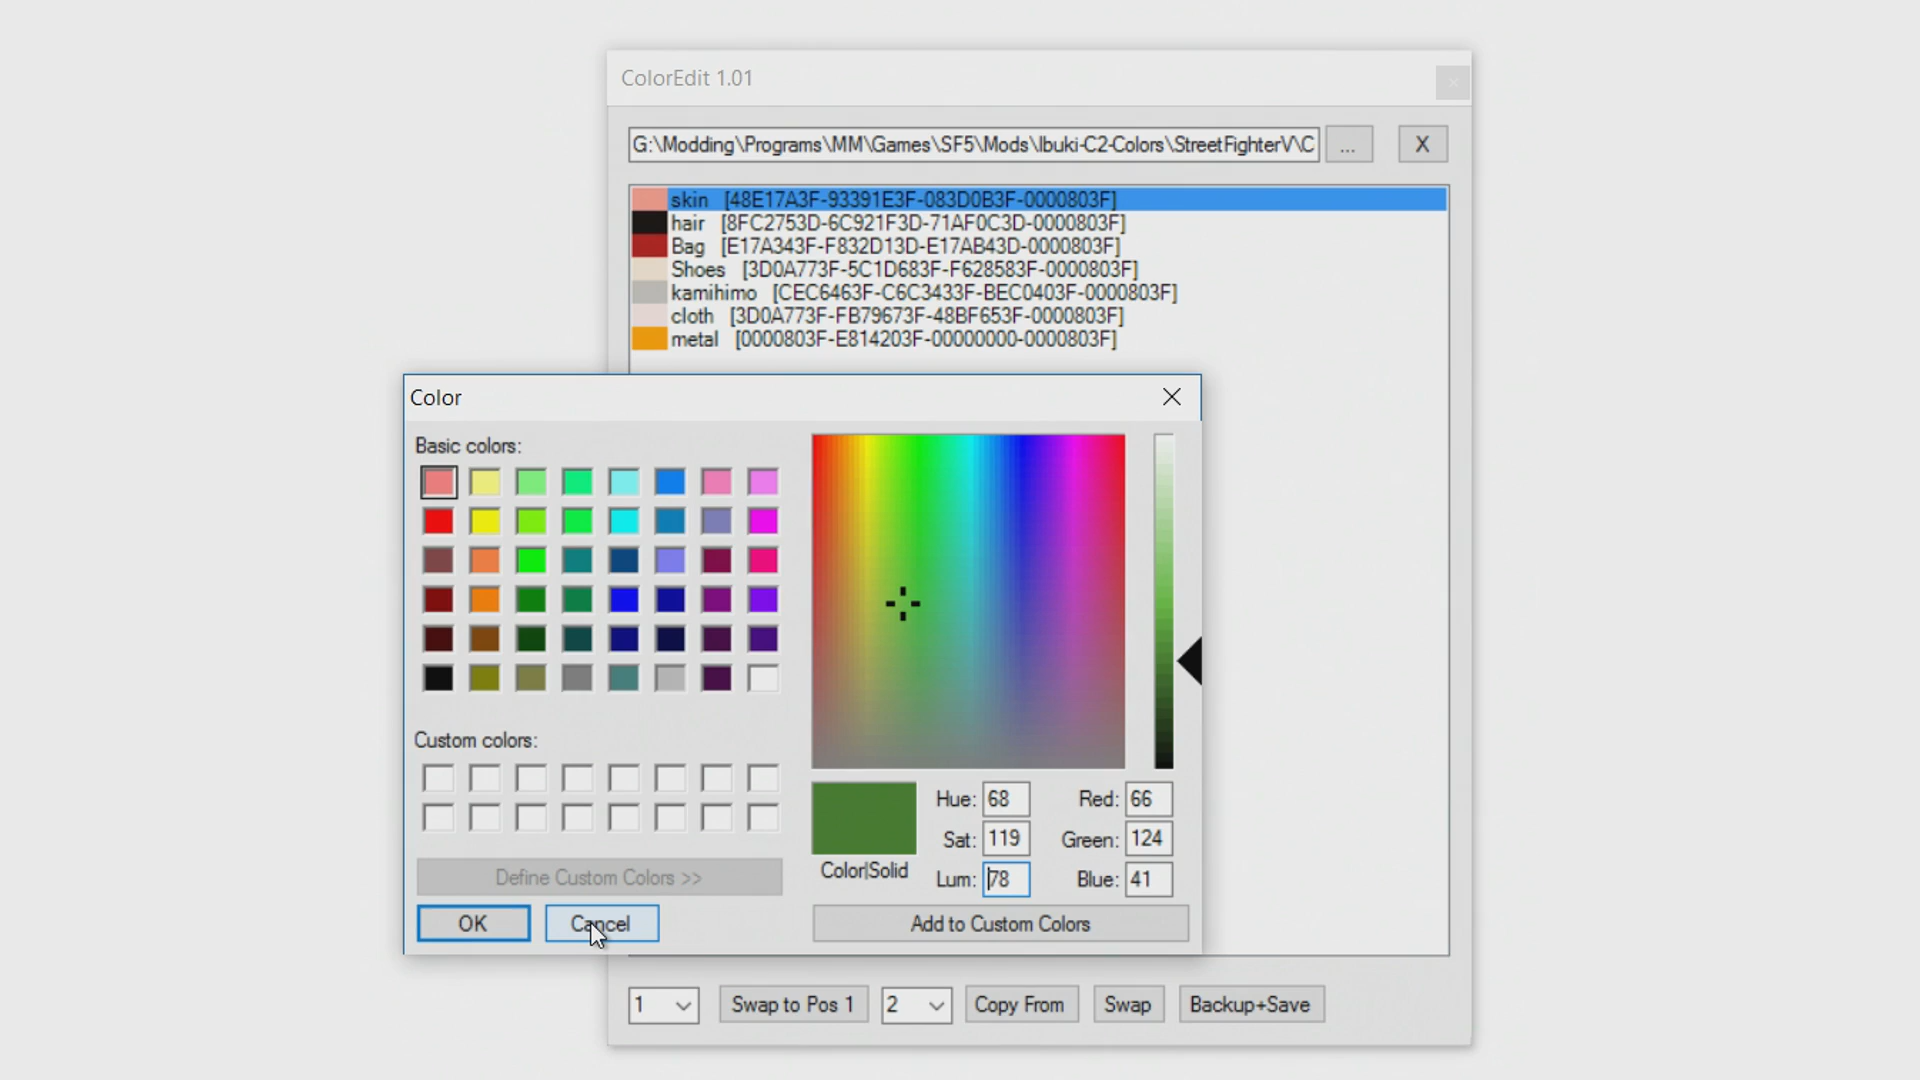 ColorEdit 1.01
G:\Modding\Programs\MM\Games\SF5\Mods\Ibuki-C2-Colors\StreetFighterV\C
...
X
skin [48E17A3F-93391E3F-083D0B3F-0000803F]
hair [8FC2753D-6C921F3D-71AF0C3D-0000803F]
Bag [E17A343F-F832D13D-E17AB43D-0000803F]
Shoes [3D0A773F-5C1D683F-F628583F-0000803F]
kamihimo [CEC6463F-C6C3433F-BEC0403F-0000803F]
cloth [3D0A773F-FB79673F-48BF653F-0000803F]
metal [0000803F-E814203F-00000000-0000803F]
Color
Basic colors:
Custom colors:
Define Custom Colors >>
OK
Cancel
Color|Solid
Hue: 68
Sat: 119
Lum: 78
Red: 66
Green: 124
Blue: 41
Add to Custom Colors
1
Swap to Pos 1
2
Copy From
Swap
Backup+Save